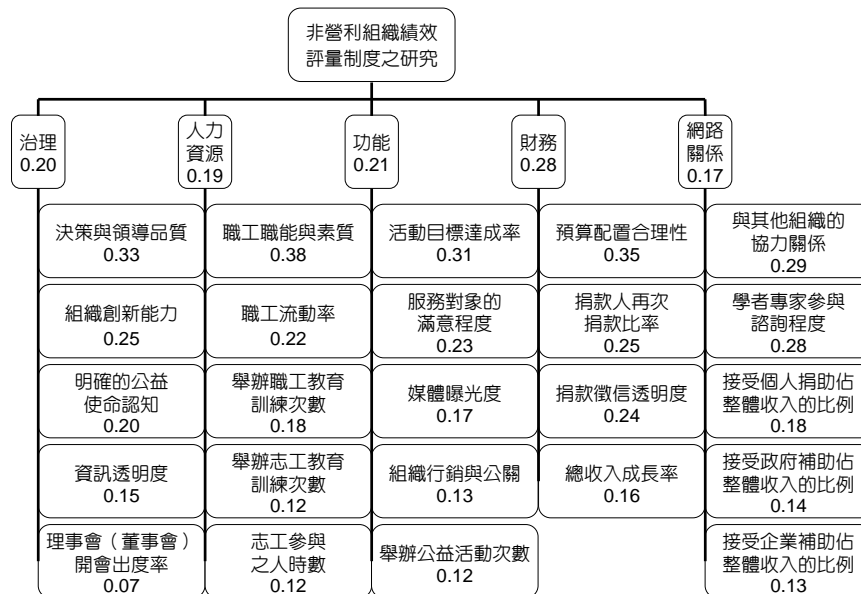 非營利組織績效
評量制度之研究
治理
0.20
人力
資源
0.19
功能
0.21
財務
0.28
網路
關係
0.17
決策與領導品質
0.33
組織創新能力
0.25
明確的公益
使命認知
0.20
資訊透明度
0.15
理事會（董事會）
開會出度率
0.07
職工職能與素質
0.38
職工流動率
0.22
舉辦職工教育
訓練次數
0.18
舉辦志工教育
訓練次數
0.12
志工參與
之人時數
0.12
活動目標達成率
0.31
服務對象的
滿意程度
0.23
媒體曝光度
0.17
組織行銷與公關
0.13
舉辦公益活動次數
0.12
預算配置合理性
0.35
捐款人再次
捐款比率
0.25
捐款徵信透明度
0.24
總收入成長率
0.16
與其他組織的
協力關係
0.29
學者專家參與
諮詢程度
0.28
接受個人捐助佔
整體收入的比例
0.18
接受政府補助佔
整體收入的比例
0.14
接受企業補助佔
整體收入的比例
0.13